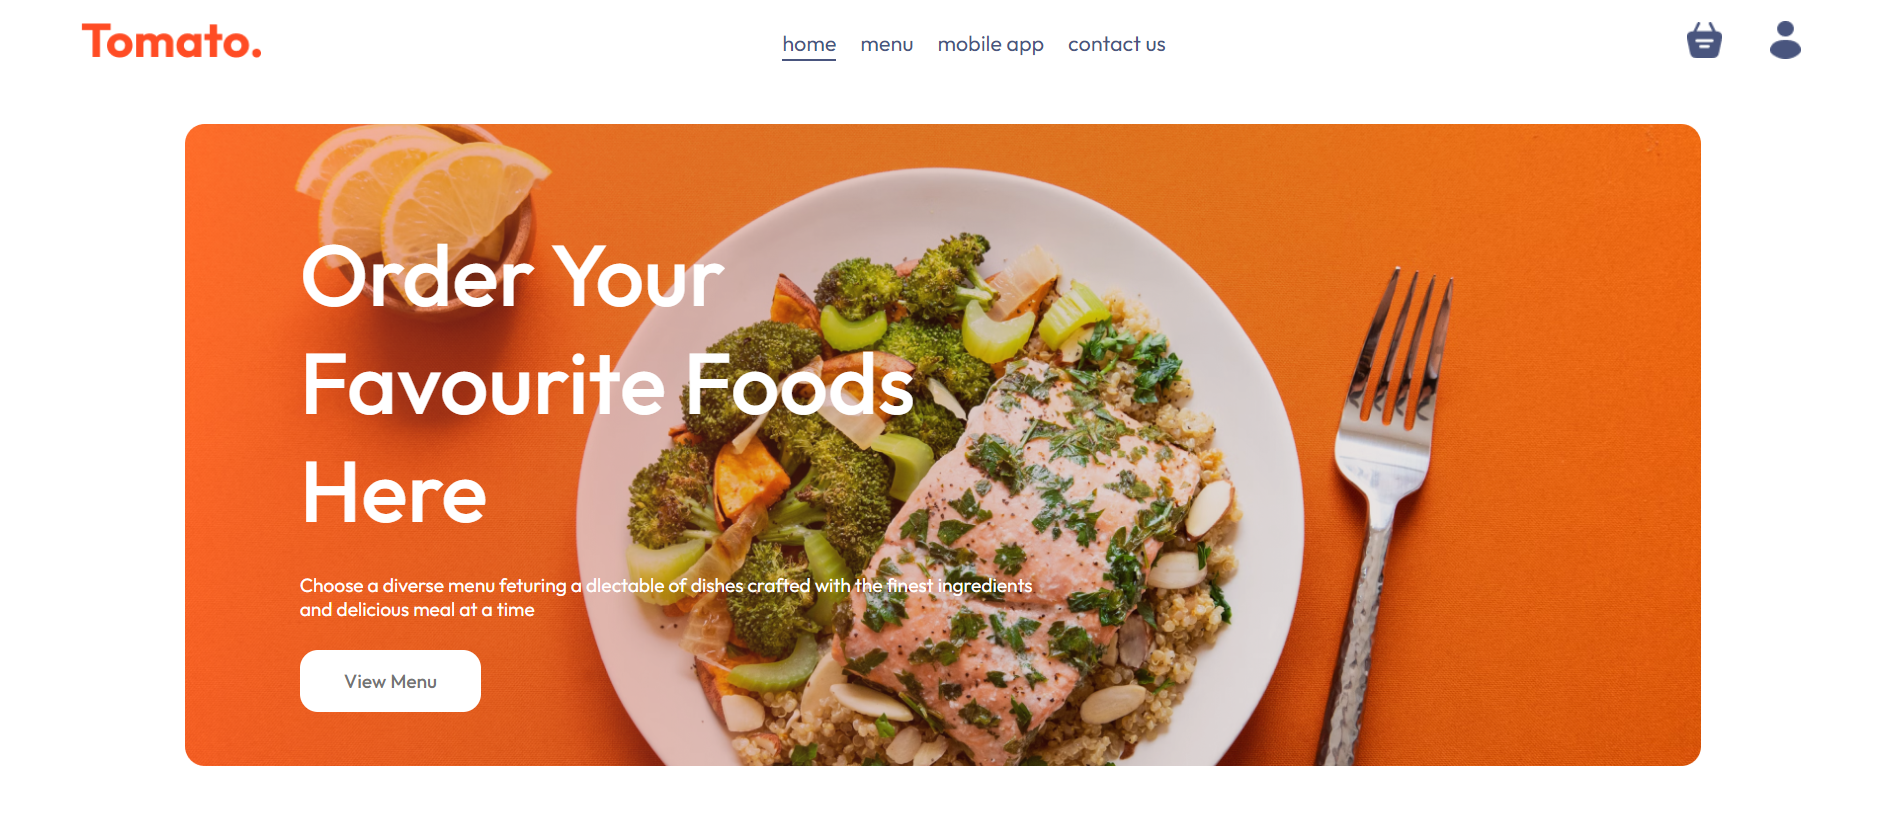 Tomato.
home menu mobile app contact us
Order Your
Favourite Foods
Here
Choose a diverse menu feturing a dlectable of dishes crafted with the finest ingredients
and delicious meal at a time
View Menu